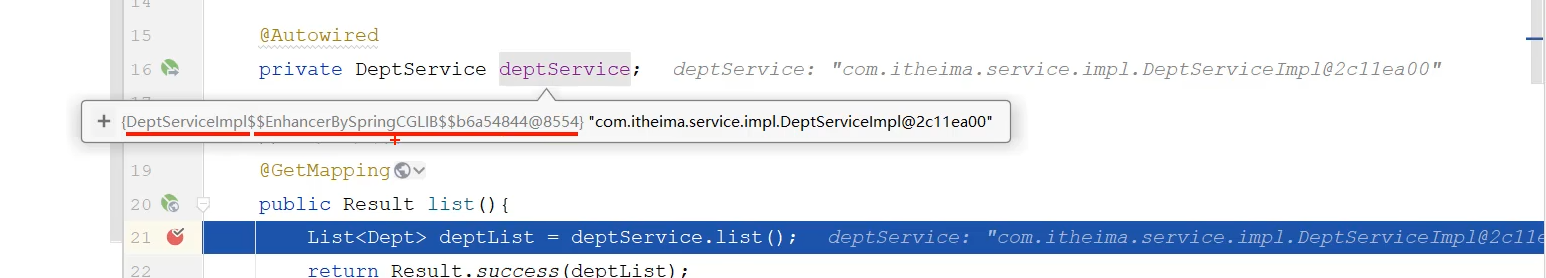 14
15 @Autowired
16 private DeptService deptService; deptService: "com.itheima.service.impl.DeptServiceImpl@2c11ea00"
+ {DeptServiceImpl$$EnhancerBySpringCGLIB$$b6a54844@8554} "com.itheima.service.impl.DeptServiceImpl@2c11ea00"
19 @GetMapping
20 public Result list(){
21 List<Dept> deptList = deptService.list(); deptService: "com.itheima.service.impl.DeptServiceImpl@2c11e
22 return Result.success(deptList);